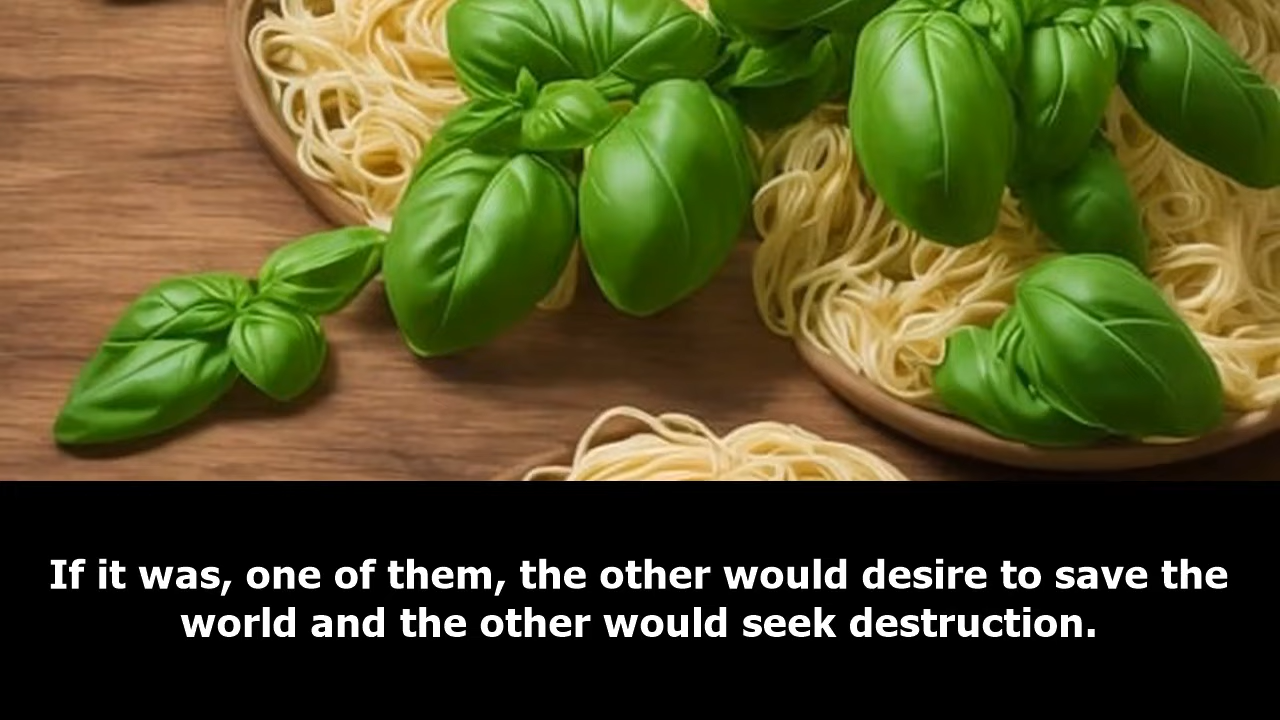 If it was, one of them, the other would desire to save the
world and the other would seek destruction.